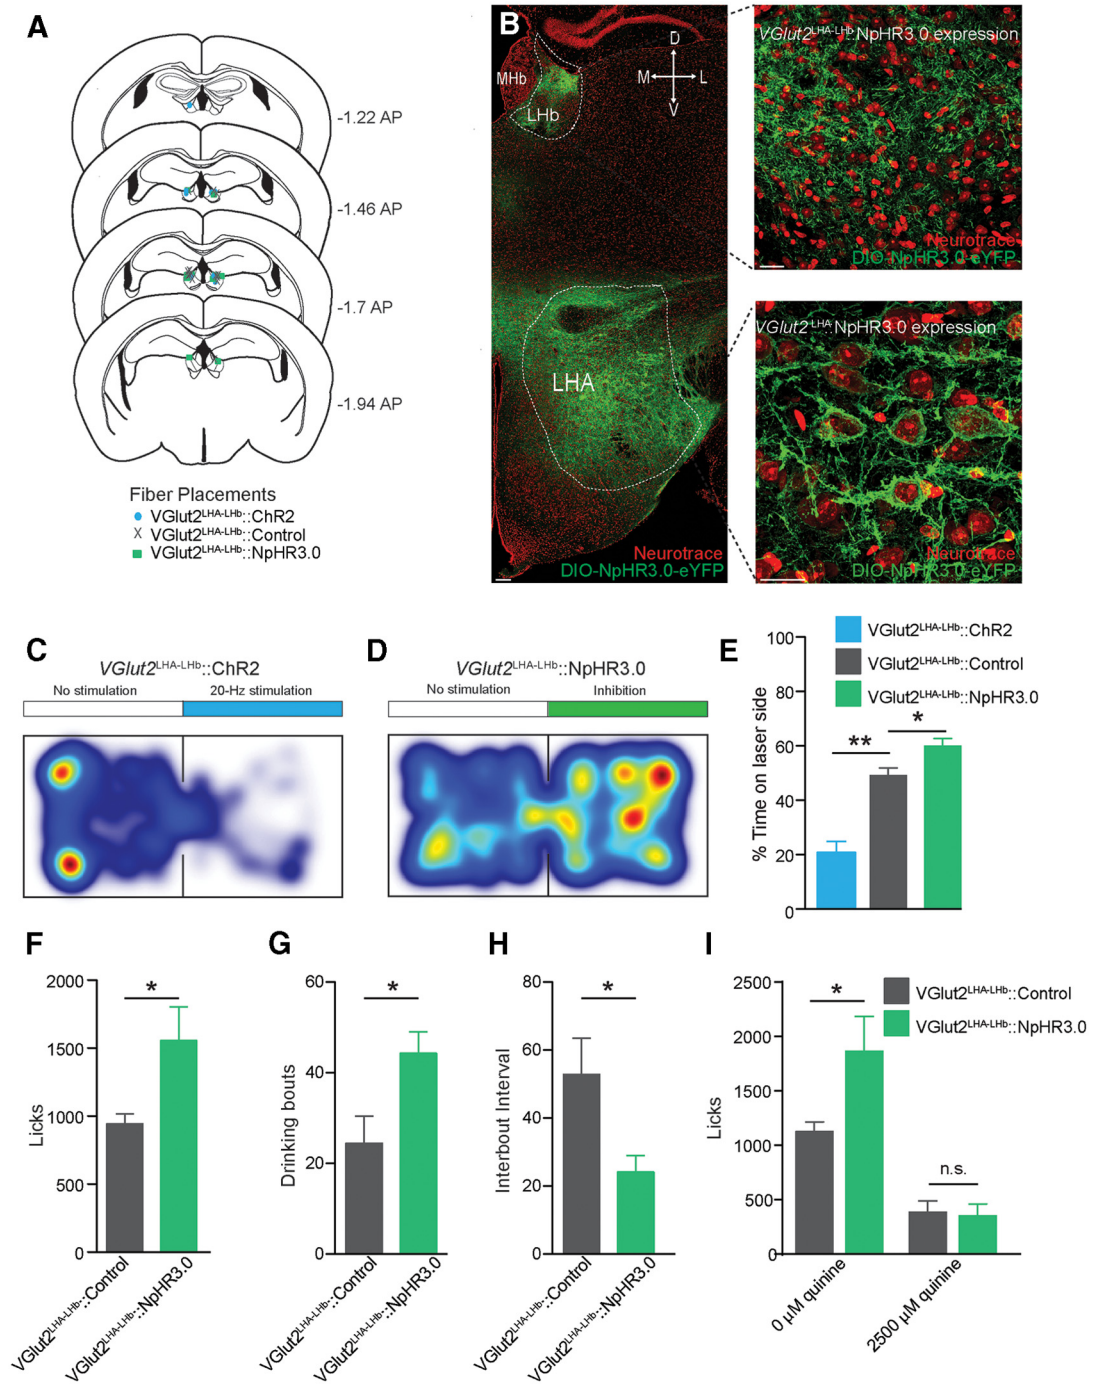 A
-1.22 AP
-1.46 AP
-1.7 AP
-1.94 AP
Fiber Placements
VGlut2LHA-LHb::ChR2
VGlut2LHA-LHb::Control
VGlut2LHA-LHb::NpHR3.0
B
D
M L
V
MHb
LHb
LHA
Neurotrace
DIO-NpHR3.0-eYFP
VGlut2LHA-LHb:NpHR3.0 expression
Neurotrace
DIO-NpHR3.0-eYFP
VGlut2LHA:NpHR3.0 expression
Neurotrace
DIO-NpHR3.0-eYFP
C
VGlut2LHA-LHb::ChR2
No stimulation
20-Hz stimulation
D
VGlut2LHA-LHb::NpHR3.0
No stimulation
Inhibition
E
VGlut2LHA-LHb::ChR2
VGlut2LHA-LHb::Control
VGlut2LHA-LHb::NpHR3.0
% Time on laser side
100
80
60
40
20
0
**
*
F
Licks
2000
1500
1000
500
0
*
VGlut2LHA-LHb::Control
VGlut2LHA-LHb::NpHR3.0
G
Drinking bouts
60
40
20
0
*
VGlut2LHA-LHb::Control
VGlut2LHA-LHb::NpHR3.0
H
Interbout Interval
80
60
40
20
0
*
VGlut2LHA-LHb::Control
VGlut2LHA-LHb::NpHR3.0
I
Licks
2500
2000
1500
1000
500
0
*
n.s.
VGlut2LHA-LHb::Control
VGlut2LHA-LHb::NpHR3.0
0 µM quinine
2500 µM quinine